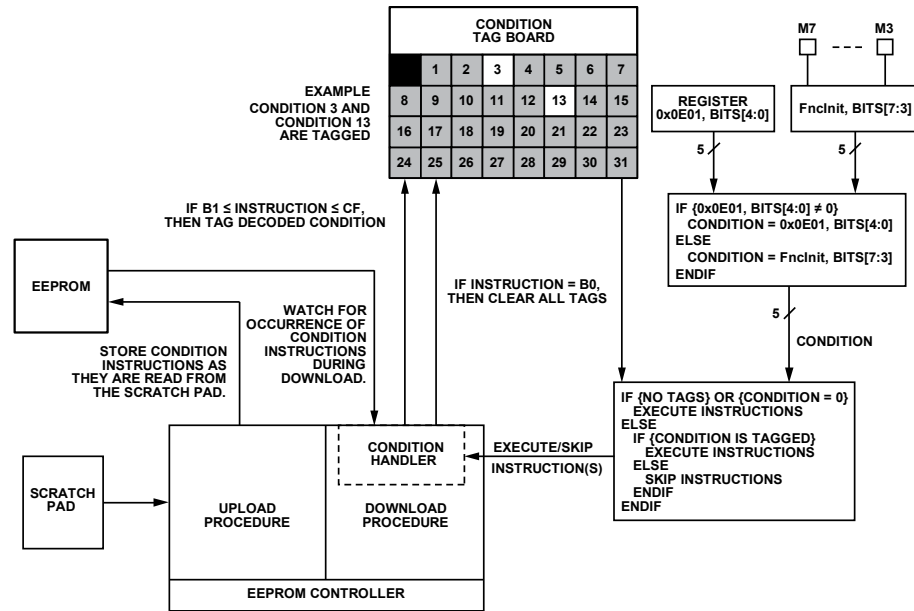 CONDITION
TAG BOARD
1 2 3 4 5 6 7
8 9 10 11 12 13 14 15
16 17 18 19 20 21 22 23
24 25 26 27 28 29 30 31
EXAMPLE
CONDITION 3 AND
CONDITION 13
ARE TAGGED
M7
M3
REGISTER
0x0E01, BITS[4:0]
FncInit, BITS[7:3]
5
5
IF {0x0E01, BITS[4:0] ≠ 0}
CONDITION = 0x0E01, BITS[4:0]
ELSE
CONDITION = FncInit, BITS[7:3]
ENDIF
5
CONDITION
IF B1 ≤ INSTRUCTION ≤ CF,
THEN TAG DECODED CONDITION
IF INSTRUCTION = B0,
THEN CLEAR ALL TAGS
EEPROM
WATCH FOR
OCCURRENCE OF
CONDITION
INSTRUCTIONS
DURING
DOWNLOAD.
STORE CONDITION
INSTRUCTIONS AS
THEY ARE READ FROM
THE SCRATCH PAD.
IF {NO TAGS} OR {CONDITION = 0}
EXECUTE INSTRUCTIONS
ELSE
IF {CONDITION IS TAGGED}
EXECUTE INSTRUCTIONS
ELSE
SKIP INSTRUCTIONS
ENDIF
ENDIF
CONDITION
HANDLER
EXECUTE/SKIP
INSTRUCTION(S)
SCRATCH
PAD
UPLOAD
PROCEDURE
DOWNLOAD
PROCEDURE
EEPROM CONTROLLER